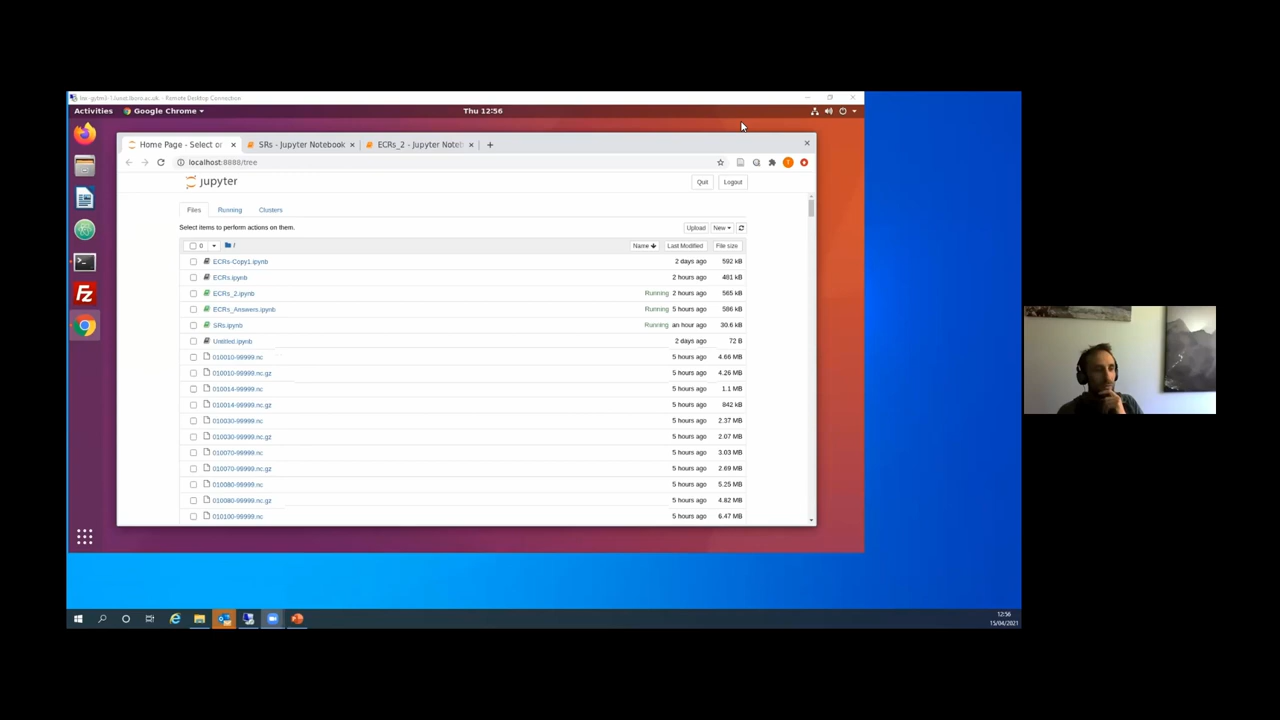 Remote Desktop Connection
Activities Google Chrome Thu 12:56
Home Page - Select or SRs - Jupyter Notebook ECRs_2 - Jupyter Noteb
localhost:8888/tree
jupyter Quit Logout
Files Running Clusters
Select items to perform actions on them. Upload New
0 / Name Last Modified File size
ECRs-Copy1.ipynb 2 days ago 592 kB
ECRs.ipynb 2 hours ago 481 kB
ECRs_2.ipynb Running 2 hours ago 565 kB
ECRs_Answers.ipynb Running 5 hours ago 586 kB
SRs.ipynb Running an hour ago 30.6 kB
Untitled.ipynb 2 days ago 72 B
010010-99999.nc 5 hours ago 4.66 MB
010010-99999.nc.gz 5 hours ago 4.26 MB
010014-99999.nc 5 hours ago 1.1 MB
010014-99999.nc.gz 5 hours ago 842 kB
010030-99999.nc 5 hours ago 2.37 MB
010030-99999.nc.gz 5 hours ago 2.07 MB
010070-99999.nc 5 hours ago 3.03 MB
010070-99999.nc.gz 5 hours ago 2.69 MB
010080-99999.nc 5 hours ago 5.25 MB
010080-99999.nc.gz 5 hours ago 4.82 MB
010100-99999.nc 5 hours ago 6.47 MB
12:56
15/04/2021